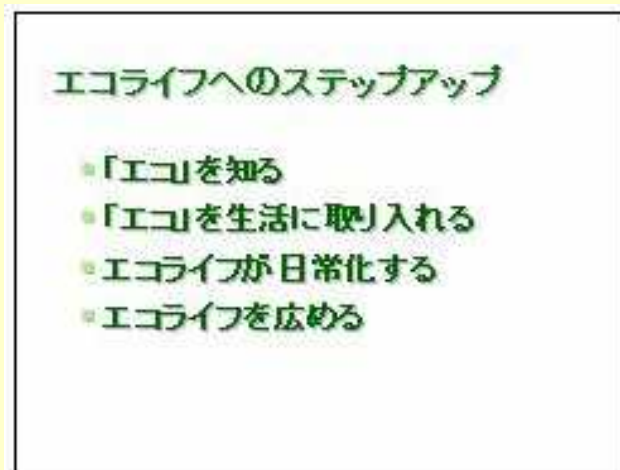 エコライフへのステップアップ
「エコ」を知る
「エコ」を生活に取り入れる
エコライフが日常化する
エコライフを広める